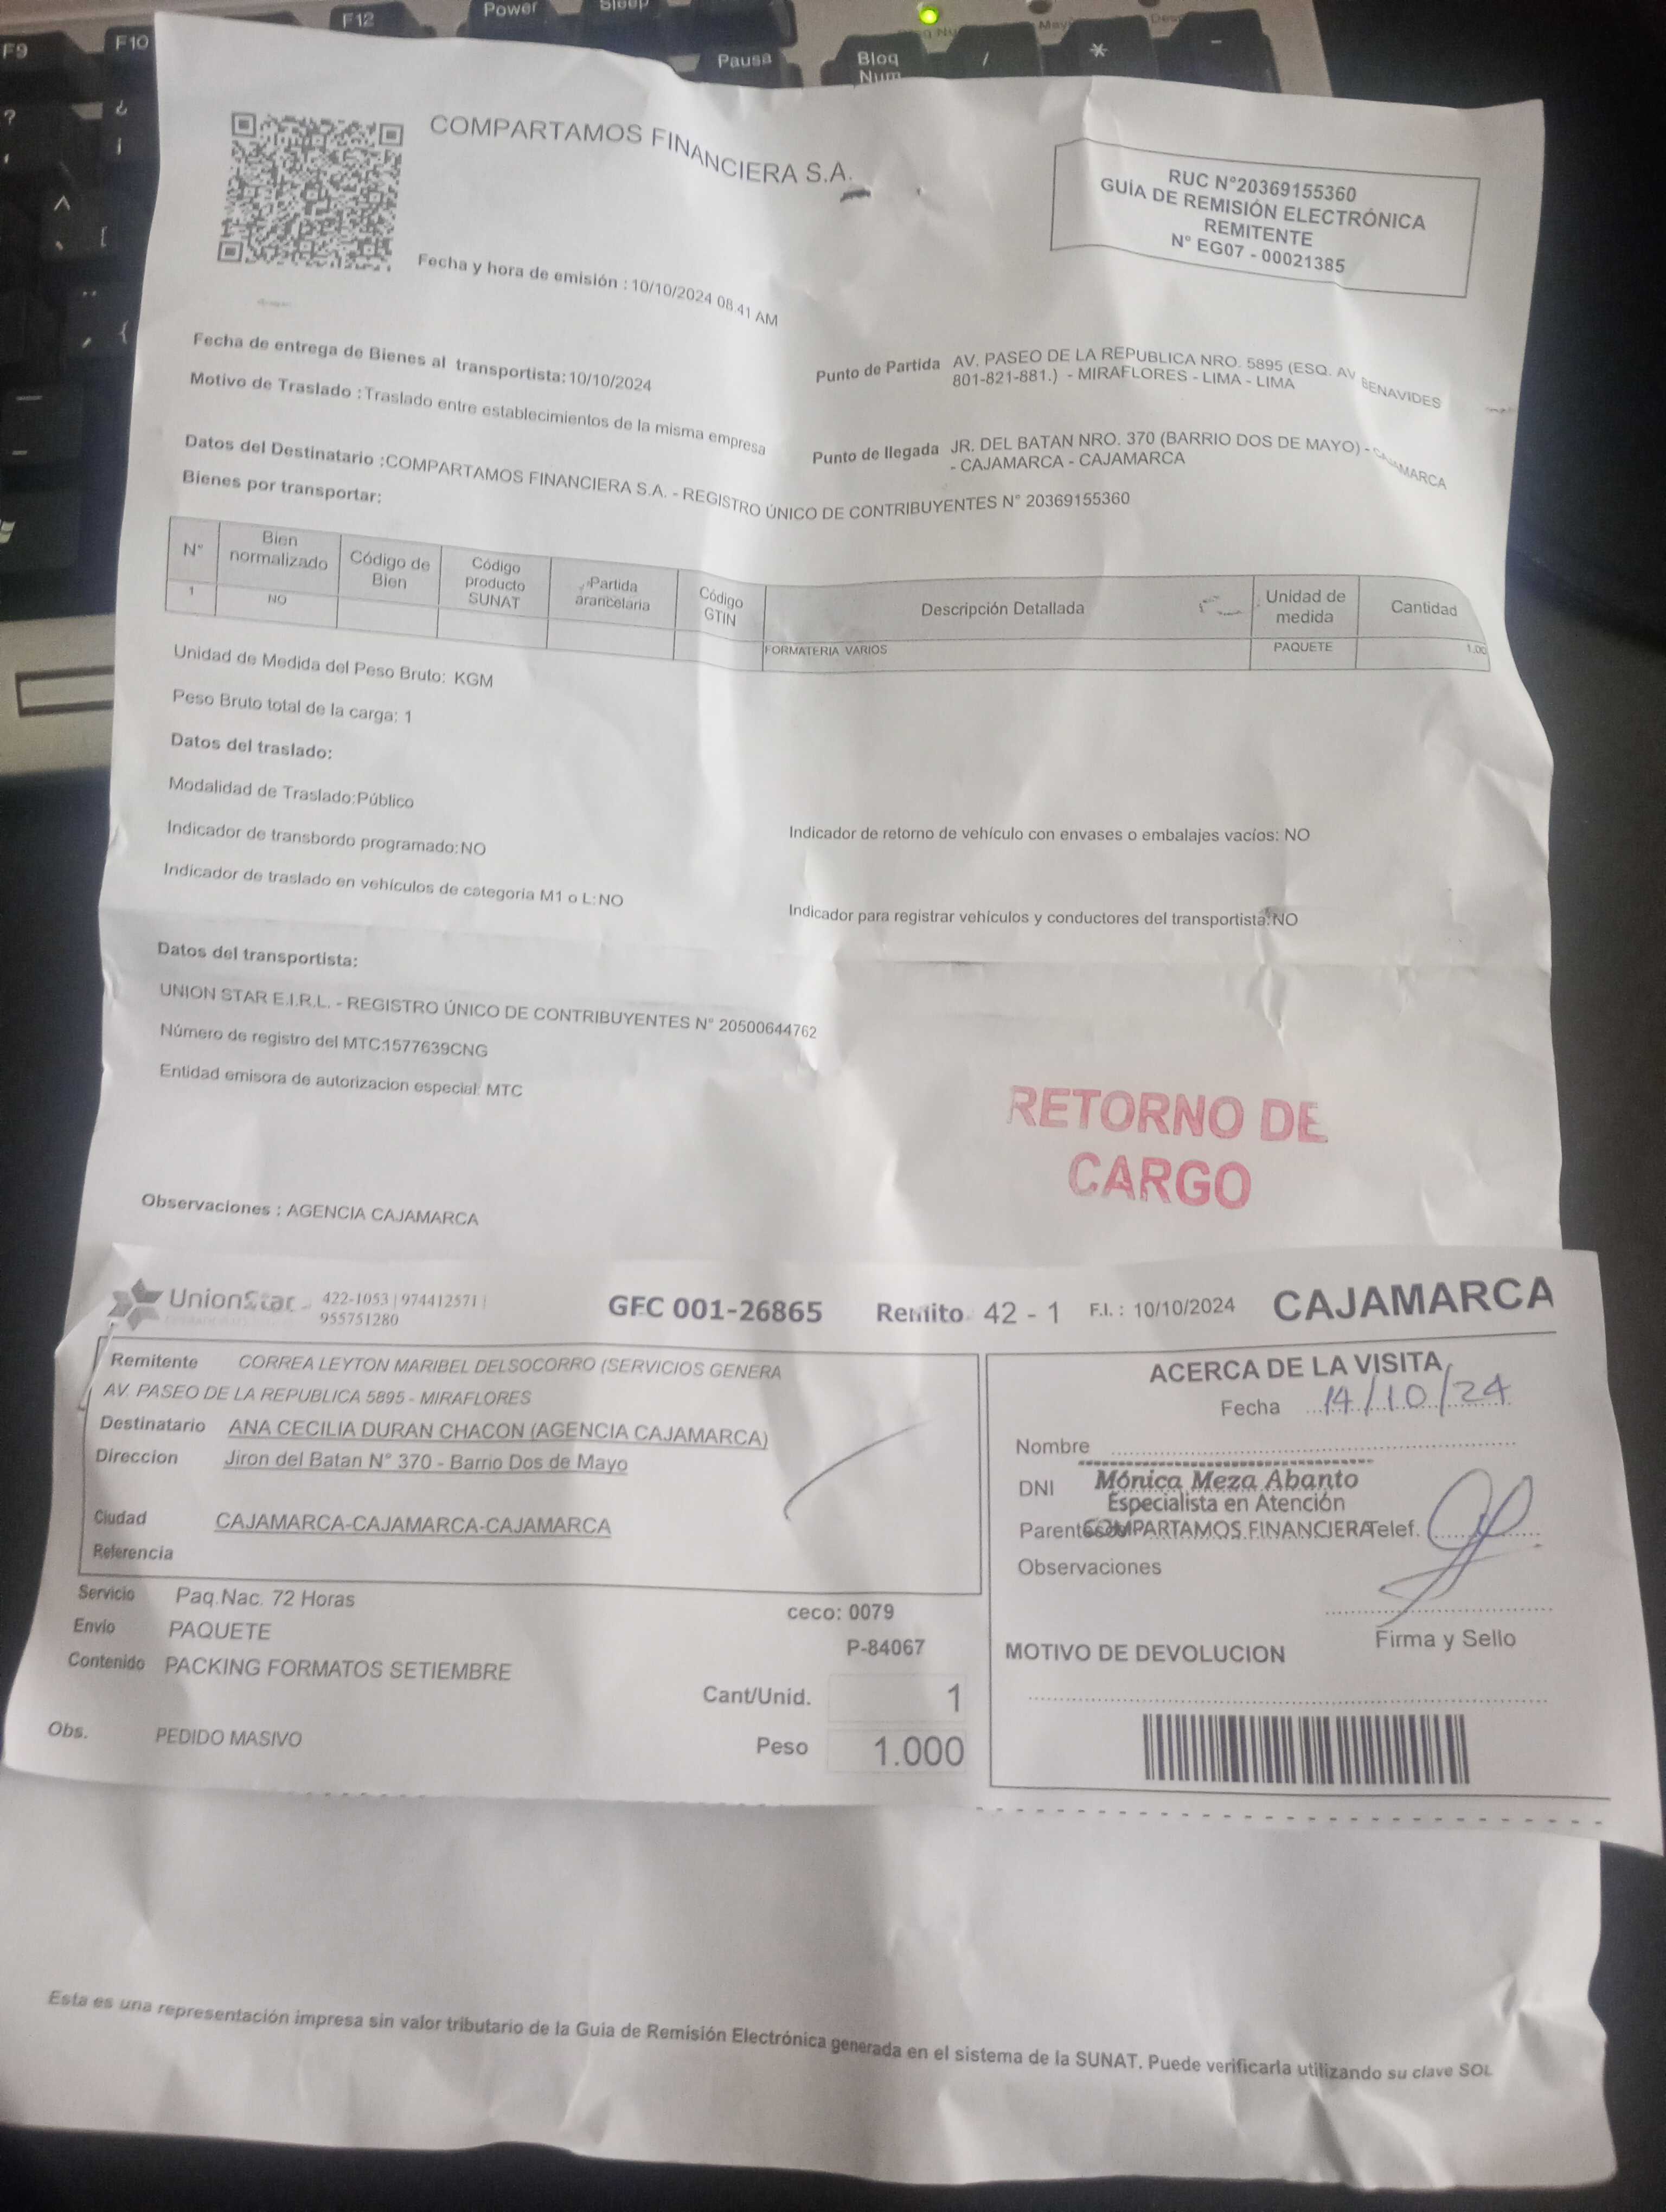 F9
F10
F12
Power
Sleep
Pausa
Bloq
Num
/
*
-
COMPARTAMOS FINANCIERA S.A.
RUC N°20369155360
GUÍA DE REMISIÓN ELECTRÓNICA
REMITENTE
N° EG07 - 00021385
Fecha y hora de emisión : 10/10/2024 08:41 AM
Fecha de entrega de Bienes al transportista: 10/10/2024
Motivo de Traslado : Traslado entre establecimientos de la misma empresa
Punto de Partida AV. PASEO DE LA REPUBLICA NRO. 5895 (ESQ. AV BENAVIDES
801-821-881.) - MIRAFLORES - LIMA - LIMA
Punto de llegada JR. DEL BATAN NRO. 370 (BARRIO DOS DE MAYO) - CAJAMARCA
- CAJAMARCA - CAJAMARCA
Datos del Destinatario :COMPARTAMOS FINANCIERA S.A. - REGISTRO ÚNICO DE CONTRIBUYENTES N° 20369155360
Bienes por transportar:
N° Bien normalizado Código de Bien Código producto SUNAT Partida arancelaria Código GTIN Descripción Detallada Unidad de medida Cantidad
1 NO FORMATERIA VARIOS PAQUETE 1.00
Unidad de Medida del Peso Bruto: KGM
Peso Bruto total de la carga: 1
Datos del traslado:
Modalidad de Traslado:Público
Indicador de transbordo programado:NO
Indicador de retorno de vehículo con envases o embalajes vacíos: NO
Indicador de traslado en vehículos de categoría M1 o L:NO
Indicador para registrar vehículos y conductores del transportista:NO
Datos del transportista:
UNION STAR E.I.R.L. - REGISTRO ÚNICO DE CONTRIBUYENTES N° 20500644762
Número de registro del MTC:1577639CNG
Entidad emisora de autorizacion especial: MTC
RETORNO DE
CARGO
Observaciones : AGENCIA CAJAMARCA
UnionStar 422-1053 | 974412571 |
955751280
GFC 001-26865 Remito 42 - 1 F.I. : 10/10/2024 CAJAMARCA
Remitente CORREA LEYTON MARIBEL DELSOCORRO (SERVICIOS GENERA
AV. PASEO DE LA REPUBLICA 5895 - MIRAFLORES
Destinatario ANA CECILIA DURAN CHACON (AGENCIA CAJAMARCA)
Direccion Jiron del Batan N° 370 - Barrio Dos de Mayo
Ciudad CAJAMARCA-CAJAMARCA-CAJAMARCA
Referencia
Servicio Paq.Nac. 72 Horas
ceco: 0079
Envío PAQUETE
P-84067
Contenido PACKING FORMATOS SETIEMBRE
Cant/Unid. 1
Obs. PEDIDO MASIVO
Peso 1.000
ACERCA DE LA VISITA
Fecha 14/10/24
Nombre
DNI Mónica Meza Abanto
Especialista en Atención
COMPARTAMOS FINANCIERA Telef.
Observaciones
Firma y Sello
MOTIVO DE DEVOLUCION
Esta es una representación impresa sin valor tributario de la Guia de Remisión Electrónica generada en el sistema de la SUNAT. Puede verificarla utilizando su clave SOL